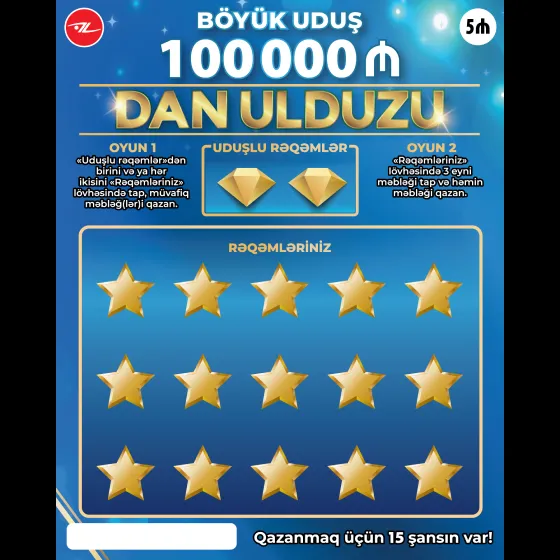 BÖYÜK UDUŞ
100 000 ₼
5₼
DAN ULDUZU
OYUN 1
«Uduşlu rəqəmlər»dən
birini və ya hər
ikisini «Rəqəmləriniz»
lövhəsində tap, müvafiq
məbləğ(lər)i qazan.
UDUŞLU RƏQƏMLƏR
OYUN 2
«Rəqəmləriniz»
lövhəsində 3 eyni
məbləği tap və həmin
məbləği qazan.
RƏQƏMLƏRİNİZ
Qazanmaq üçün 15 şansın var!